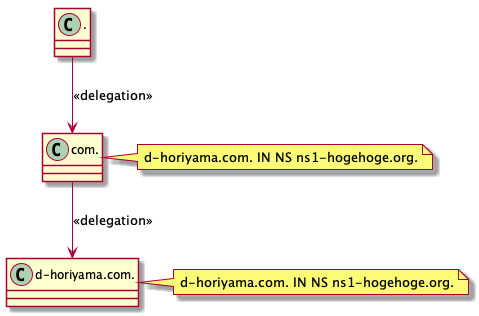 C .
«delegation»
C com.
d-horiyama.com. IN NS ns1-hogehoge.org.
«delegation»
C d-horiyama.com.
d-horiyama.com. IN NS ns1-hogehoge.org.